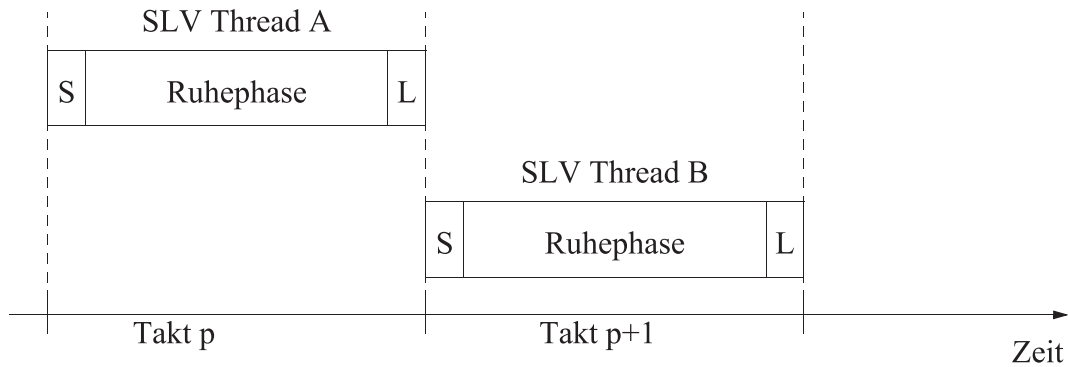 SLV Thread A
S Ruhephase L
SLV Thread B
S Ruhephase L
Takt p Takt p+1
Zeit